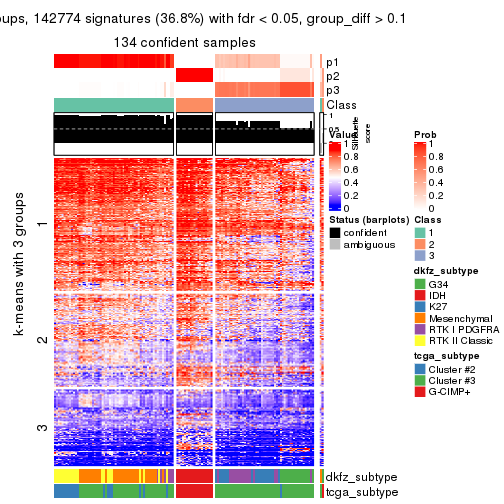 oups, 142774 signatures (36.8%) with fdr < 0.05, group_diff > 0.1
134 confident samples
p1
p2
p3
Class
1
0.5
0
Silhouette
score
k-means with 3 groups
1
2
3
dkfz_subtype
tcga_subtype
Value
1
0.8
0.6
0.4
0.2
0
Status (barplots)
confident
ambiguous
Prob
1
0.8
0.6
0.4
0.2
0
Class
1
2
3
dkfz_subtype
G34
IDH
K27
Mesenchymal
RTK I PDGFRA
RTK II Classic
tcga_subtype
Cluster #2
Cluster #3
G-CIMP+